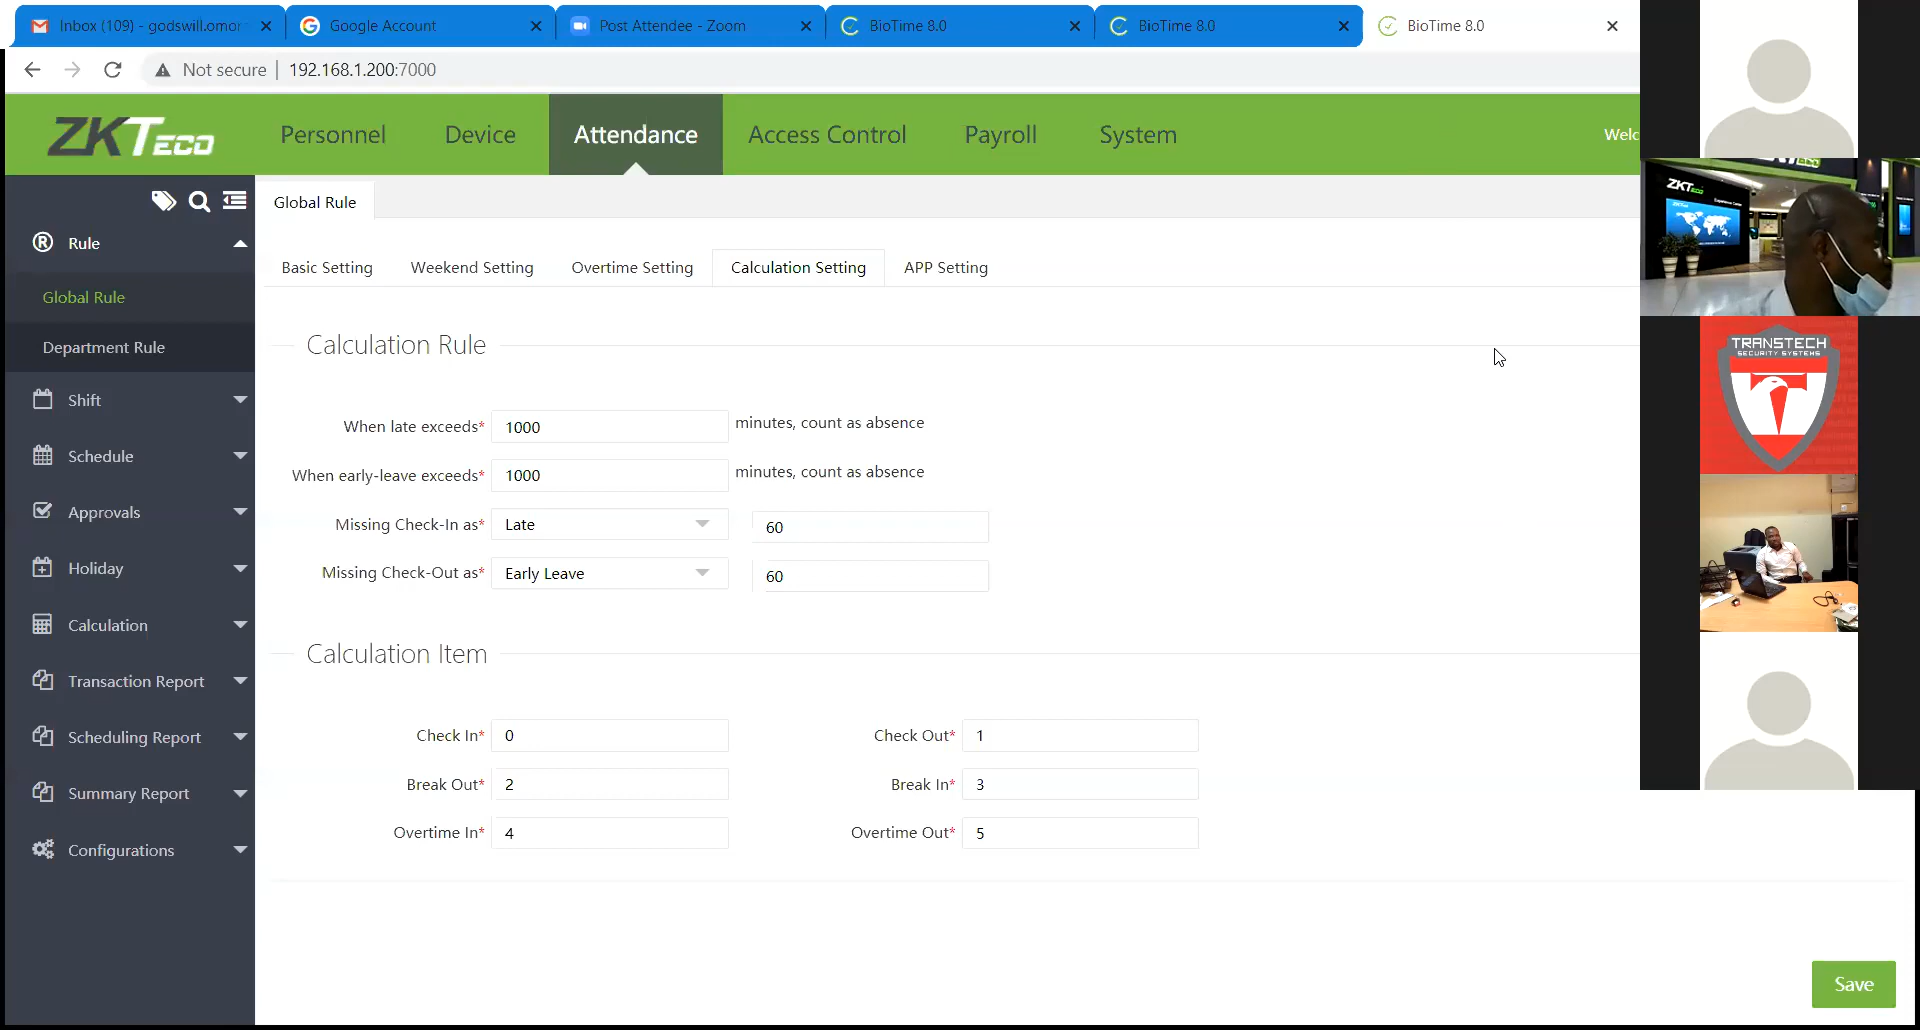 Inbox (109) - godswill.omor
Google Account
Post Attendee - Zoom
BioTime 8.0
BioTime 8.0
BioTime 8.0
Not secure
192.168.1.200:7000
ZKTECO
Personnel
Device
Attendance
Access Control
Payroll
System
Welc
Global Rule
Rule
Global Rule
Department Rule
Shift
Schedule
Approvals
Holiday
Calculation
Transaction Report
Scheduling Report
Summary Report
Configurations
Basic Setting
Weekend Setting
Overtime Setting
Calculation Setting
APP Setting
Calculation Rule
When late exceeds* 1000 minutes, count as absence
When early-leave exceeds* 1000 minutes, count as absence
Missing Check-In as* Late 60
Missing Check-Out as* Early Leave 60
Calculation Item
Check In* 0 Check Out* 1
Break Out* 2 Break In* 3
Overtime In* 4 Overtime Out* 5
Save
ZKTECO
TRANSTECH
SECURITY SYSTEMS